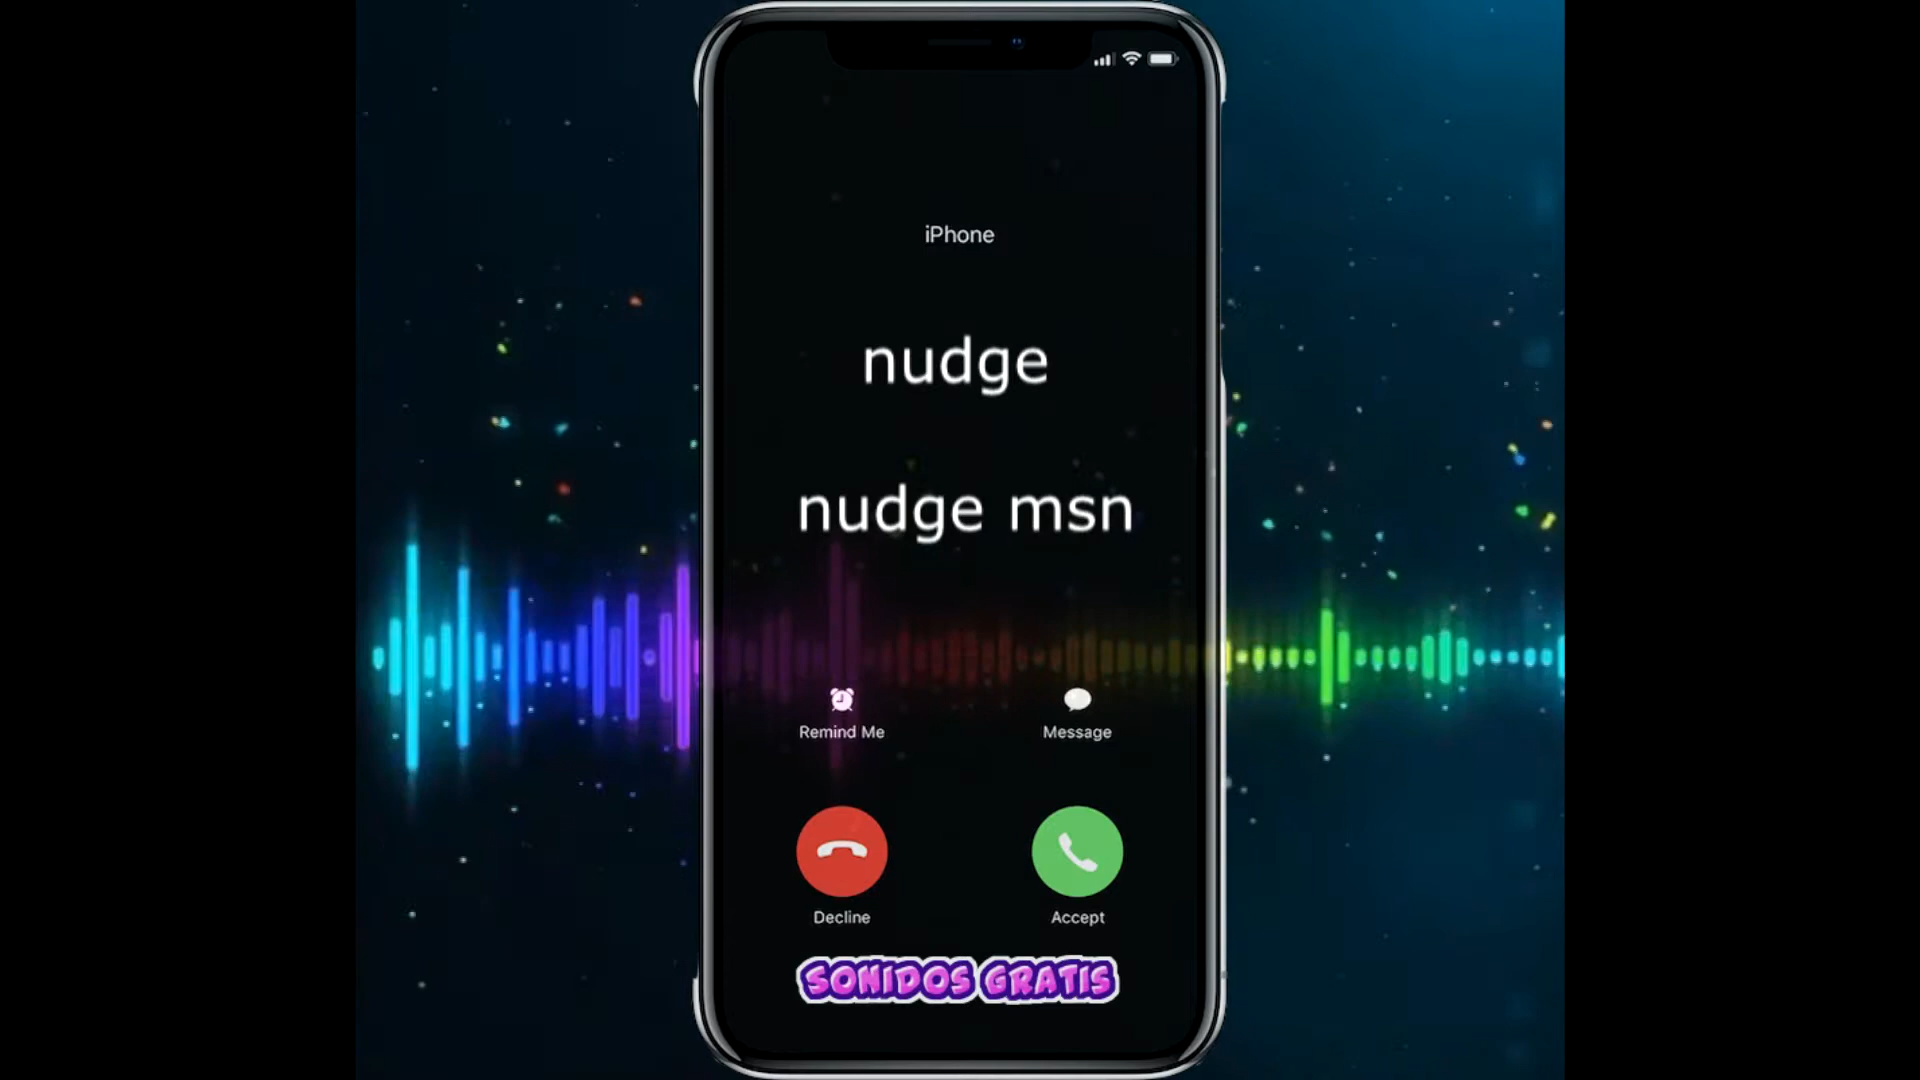 iPhone
nudge
nudge msn
Remind Me
Message
Decline
Accept
SONIDOS GRATIS